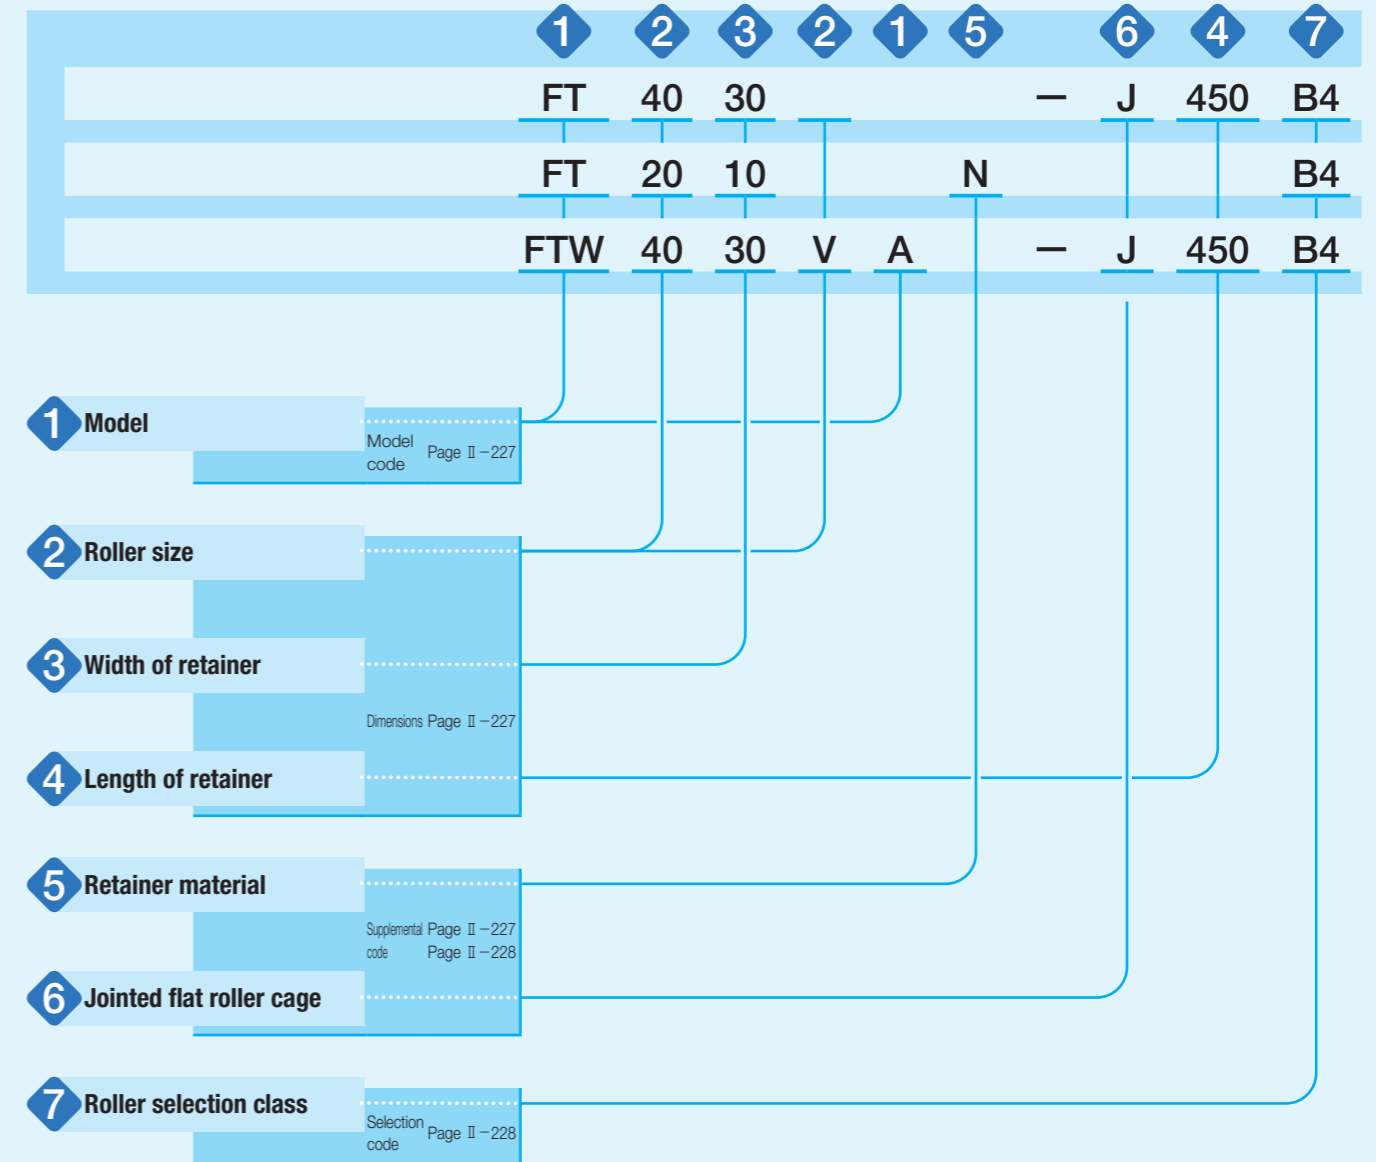 1 2 3 2 1 5 6 4 7
FT 40 30 － J 450 B4
FT 20 10 N B4
FTW 40 30 V A － J 450 B4
1 Model
Model code Page Ⅱ－227
2 Roller size
3 Width of retainer
Dimensions Page Ⅱ－227
4 Length of retainer
5 Retainer material
Supplemental Page Ⅱ－227
code Page Ⅱ－228
6 Jointed flat roller cage
7 Roller selection class
Selection code Page Ⅱ－228